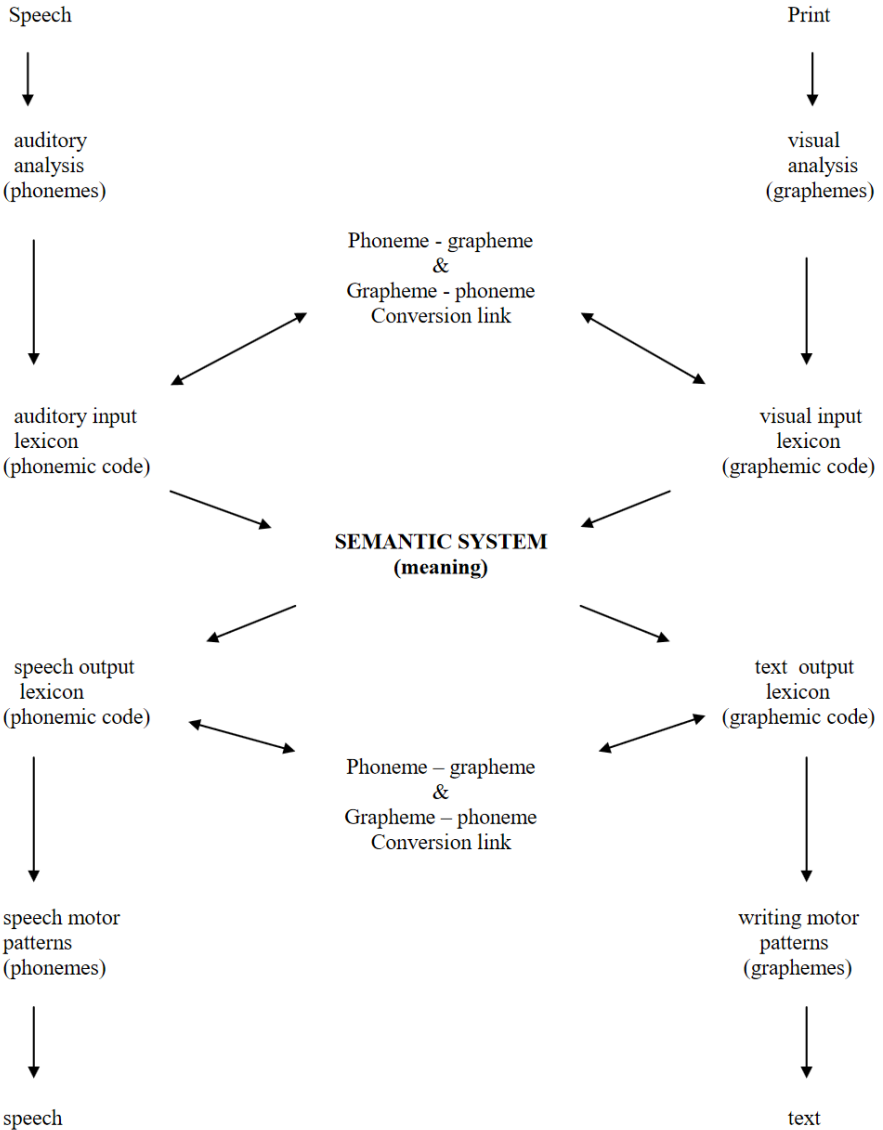 Speech
Print
auditory
analysis
(phonemes)
visual
analysis
(graphemes)
Phoneme - grapheme
&
Grapheme - phoneme
Conversion link
auditory input
lexicon
(phonemic code)
visual input
lexicon
(graphemic code)
SEMANTIC SYSTEM
(meaning)
speech output
lexicon
(phonemic code)
text output
lexicon
(graphemic code)
Phoneme – grapheme
&
Grapheme – phoneme
Conversion link
speech motor
patterns
(phonemes)
writing motor
patterns
(graphemes)
speech
text